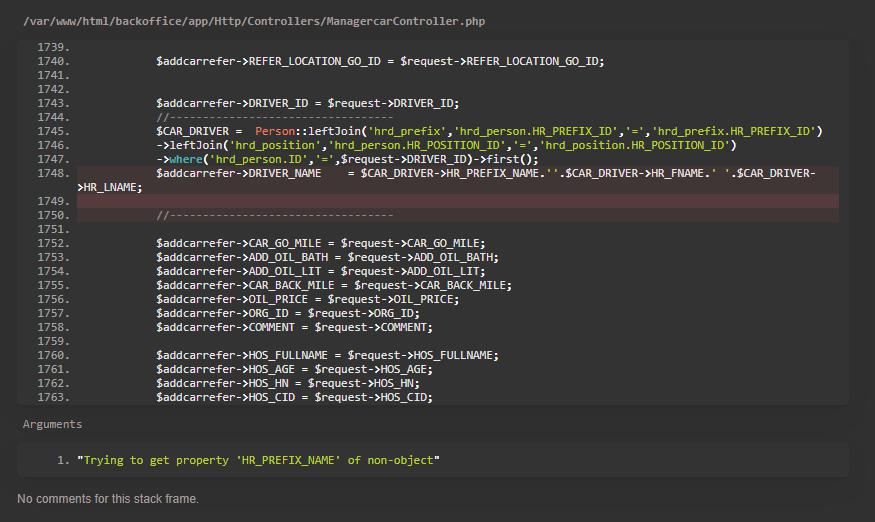 /var/www/html/backoffice/app/Http/Controllers/ManagercarController.php
1739.
1740. $addcarrefer->REFER_LOCATION_GO_ID = $request->REFER_LOCATION_GO_ID;
1741.
1742.
1743. $addcarrefer->DRIVER_ID = $request->DRIVER_ID;
1744. //----------------------------------
1745. $CAR_DRIVER =  Person::leftJoin('hrd_prefix','hrd_person.HR_PREFIX_ID','=','hrd_prefix.HR_PREFIX_ID')
1746. ->leftJoin('hrd_position','hrd_person.HR_POSITION_ID','=','hrd_position.HR_POSITION_ID')
1747. ->where('hrd_person.ID','=',$request->DRIVER_ID)->first();
1748. $addcarrefer->DRIVER_NAME    = $CAR_DRIVER->HR_PREFIX_NAME.''.$CAR_DRIVER->HR_FNAME.' '.$CAR_DRIVER-
>HR_LNAME;
1749.
1750. //----------------------------------
1751.
1752. $addcarrefer->CAR_GO_MILE = $request->CAR_GO_MILE;
1753. $addcarrefer->ADD_OIL_BATH = $request->ADD_OIL_BATH;
1754. $addcarrefer->ADD_OIL_LIT = $request->ADD_OIL_LIT;
1755. $addcarrefer->CAR_BACK_MILE = $request->CAR_BACK_MILE;
1756. $addcarrefer->OIL_PRICE = $request->OIL_PRICE;
1757. $addcarrefer->ORG_ID = $request->ORG_ID;
1758. $addcarrefer->COMMENT = $request->COMMENT;
1759.
1760. $addcarrefer->HOS_FULLNAME = $request->HOS_FULLNAME;
1761. $addcarrefer->HOS_AGE = $request->HOS_AGE;
1762. $addcarrefer->HOS_HN = $request->HOS_HN;
1763. $addcarrefer->HOS_CID = $request->HOS_CID;
Arguments
1. "Trying to get property 'HR_PREFIX_NAME' of non-object"
No comments for this stack frame.